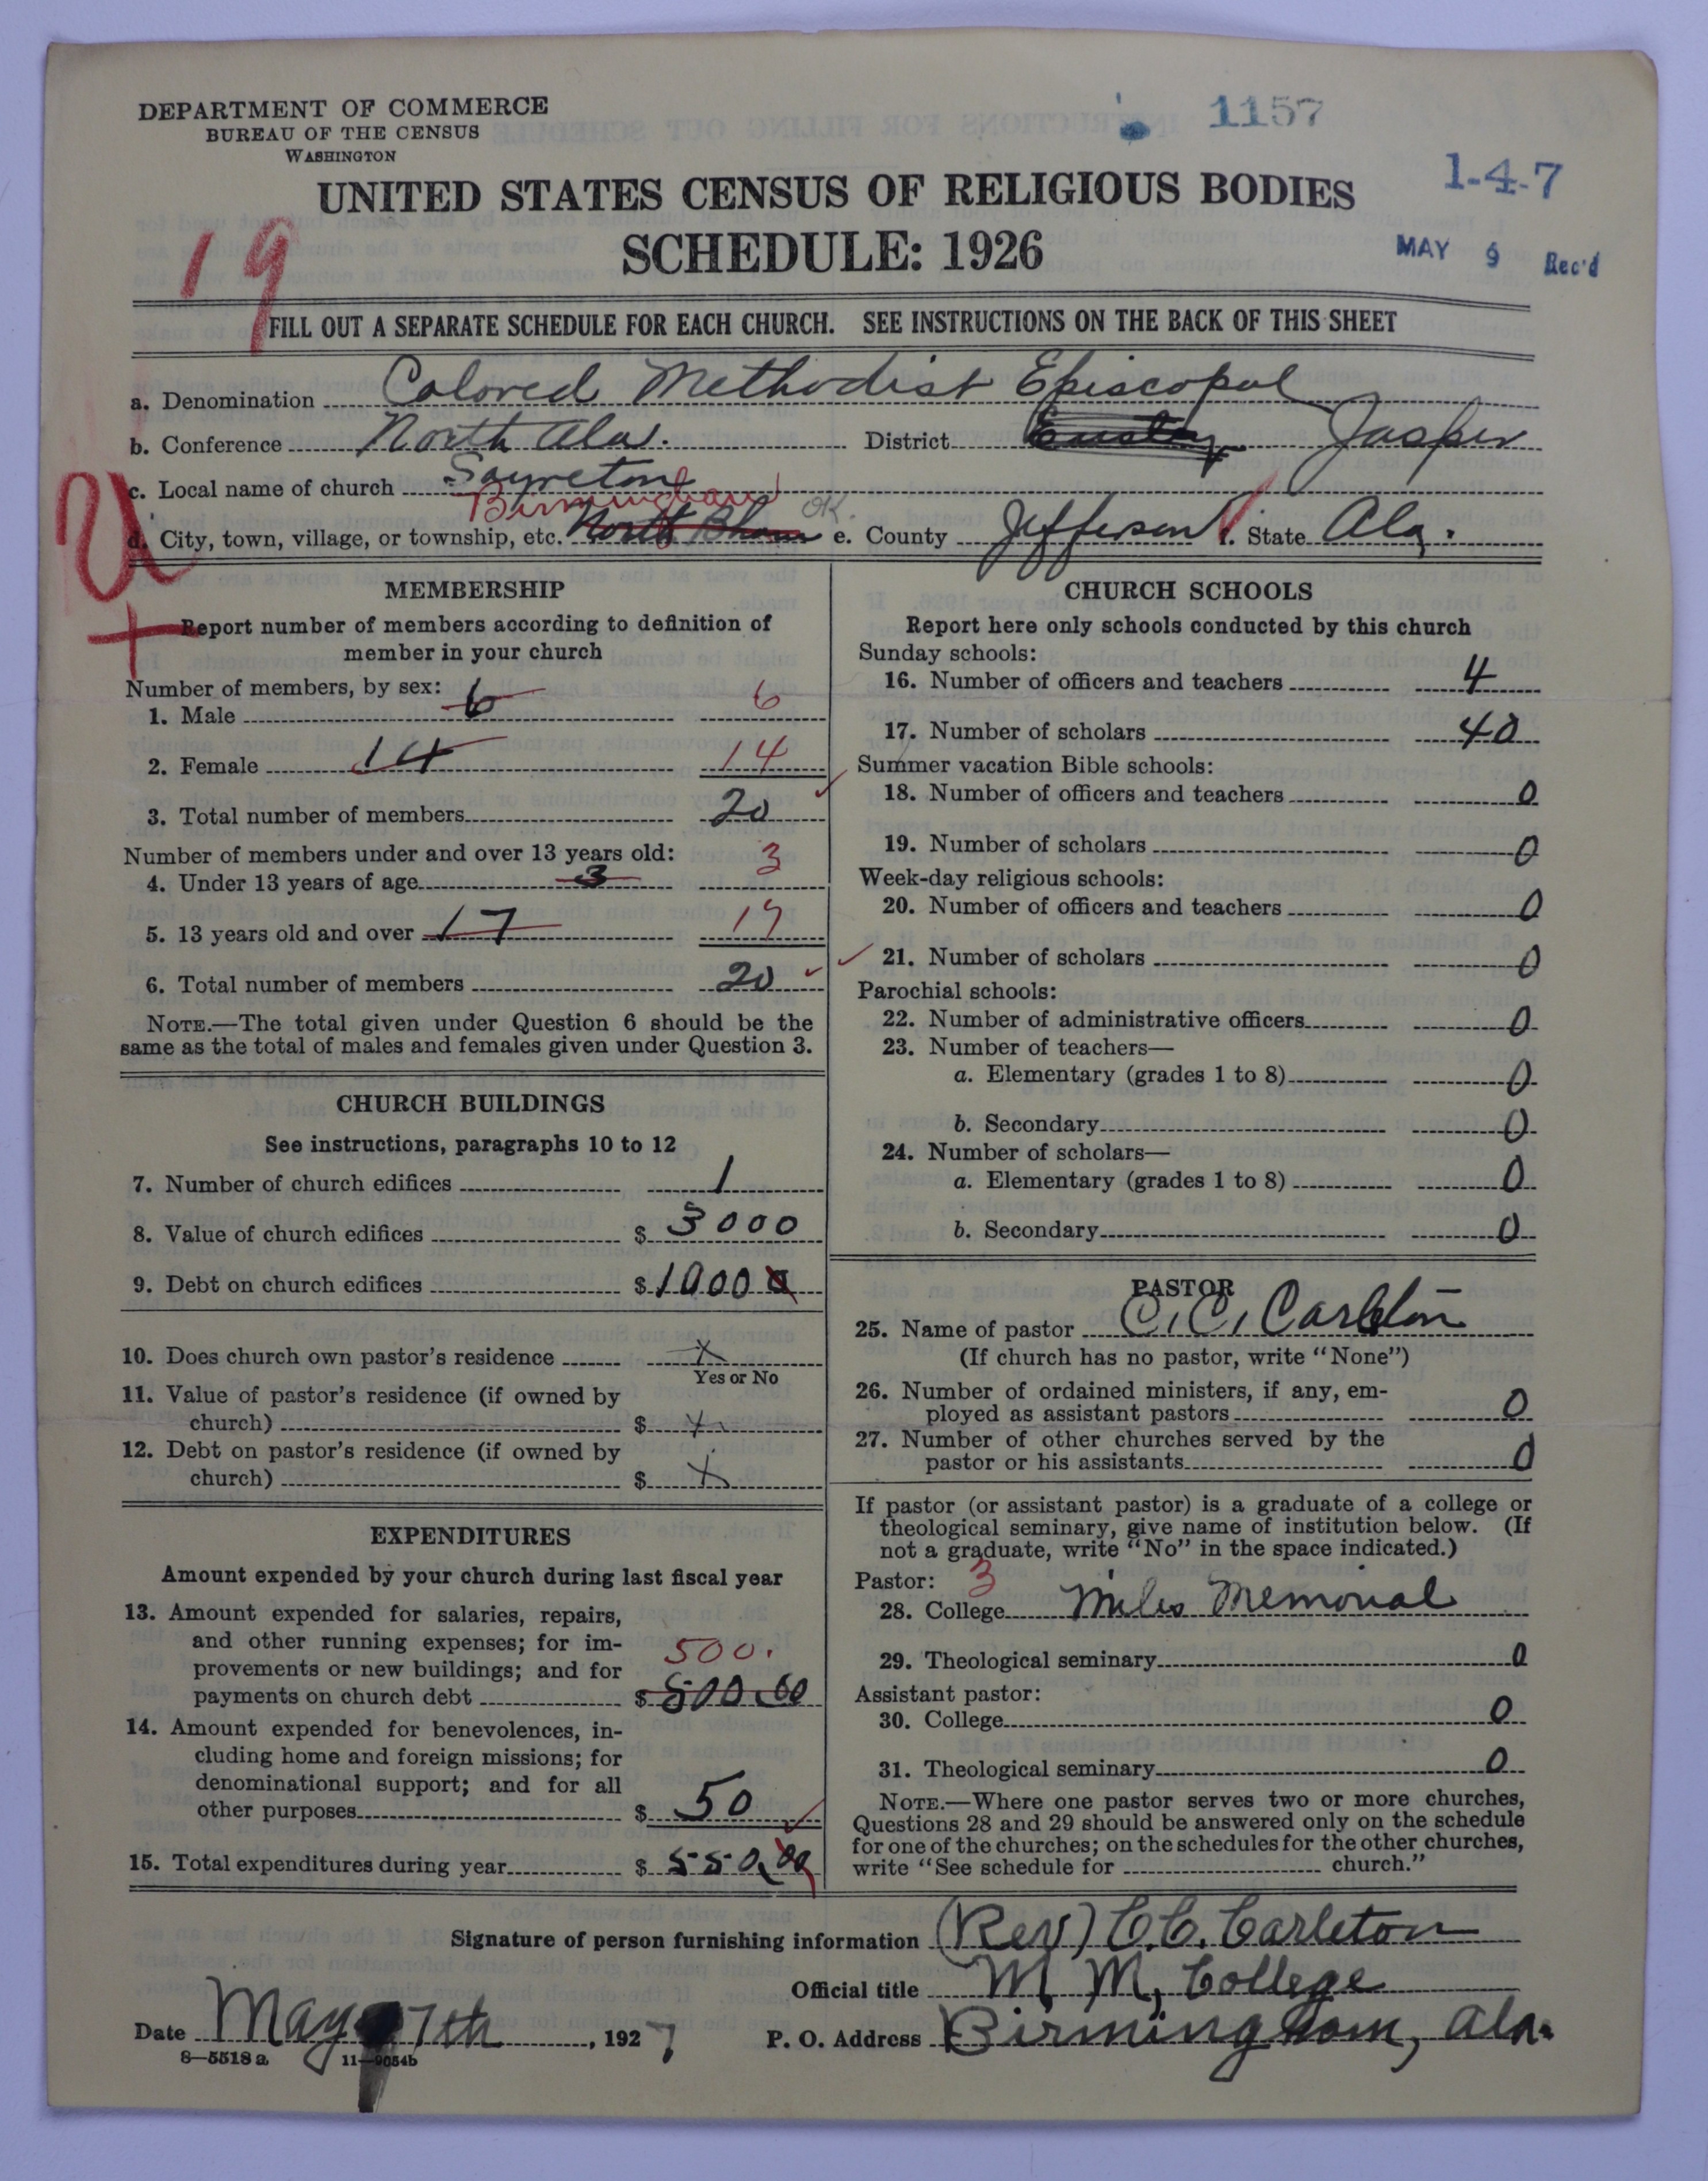 DEPARTMENT OF COMMERCE
BUREAU OF THE CENSUS
WASHINGTON
1157
1-4-7
UNITED STATES CENSUS OF RELIGIOUS BODIES
SCHEDULE: 1926
MAY 9 Rec'd
19
FILL OUT A SEPARATE SCHEDULE FOR EACH CHURCH. SEE INSTRUCTIONS ON THE BACK OF THIS SHEET
a. Denomination Colored Methodist Episcopal
b. Conference North Ala. District Jasper
c. Local name of church Sayreton
Birmingham OK.
d. City, town, village, or township, etc. North Bham e. County Jefferson f. State Ala.
MEMBERSHIP
Report number of members according to definition of
member in your church
Number of members, by sex:
1. Male 6 6
2. Female 14 14
3. Total number of members 20
Number of members under and over 13 years old:
4. Under 13 years of age 3 3
5. 13 years old and over 17 17
6. Total number of members 20
NOTE.—The total given under Question 6 should be the
same as the total of males and females given under Question 3.
CHURCH BUILDINGS
See instructions, paragraphs 10 to 12
7. Number of church edifices 1
8. Value of church edifices $ 3000
9. Debt on church edifices $ 10000
10. Does church own pastor's residence x
Yes or No
11. Value of pastor's residence (if owned by
church) $ x
12. Debt on pastor's residence (if owned by
church) $ x
EXPENDITURES
Amount expended by your church during last fiscal year
13. Amount expended for salaries, repairs,
and other running expenses; for im-
provements or new buildings; and for
500.
payments on church debt $ 500.00
14. Amount expended for benevolences, in-
cluding home and foreign missions; for
denominational support; and for all
other purposes $ 50
15. Total expenditures during year $ 550.00
CHURCH SCHOOLS
Report here only schools conducted by this church
Sunday schools:
16. Number of officers and teachers 4
17. Number of scholars 40
Summer vacation Bible schools:
18. Number of officers and teachers 0
19. Number of scholars 0
Week-day religious schools:
20. Number of officers and teachers 0
21. Number of scholars 0
Parochial schools:
22. Number of administrative officers 0
23. Number of teachers—
a. Elementary (grades 1 to 8) 0
b. Secondary 0
24. Number of scholars—
a. Elementary (grades 1 to 8) 0
b. Secondary 0
PASTOR
25. Name of pastor C. C. Carleton
(If church has no pastor, write "None")
26. Number of ordained ministers, if any, em-
ployed as assistant pastors 0
27. Number of other churches served by the
pastor or his assistants 0
If pastor (or assistant pastor) is a graduate of a college or
theological seminary, give name of institution below. (If
not a graduate, write "No" in the space indicated.)
Pastor: 3
28. College Miles Memorial
29. Theological seminary 0
Assistant pastor:
30. College 0
31. Theological seminary 0
NOTE.—Where one pastor serves two or more churches,
Questions 28 and 29 should be answered only on the schedule
for one of the churches; on the schedules for the other churches,
write "See schedule for church."
Signature of person furnishing information (Rev) C.C. Carleton
Official title M. M. College
Date May 7th, 1927 P. O. Address Birmingham, Ala.
8—5518a 11—9054b